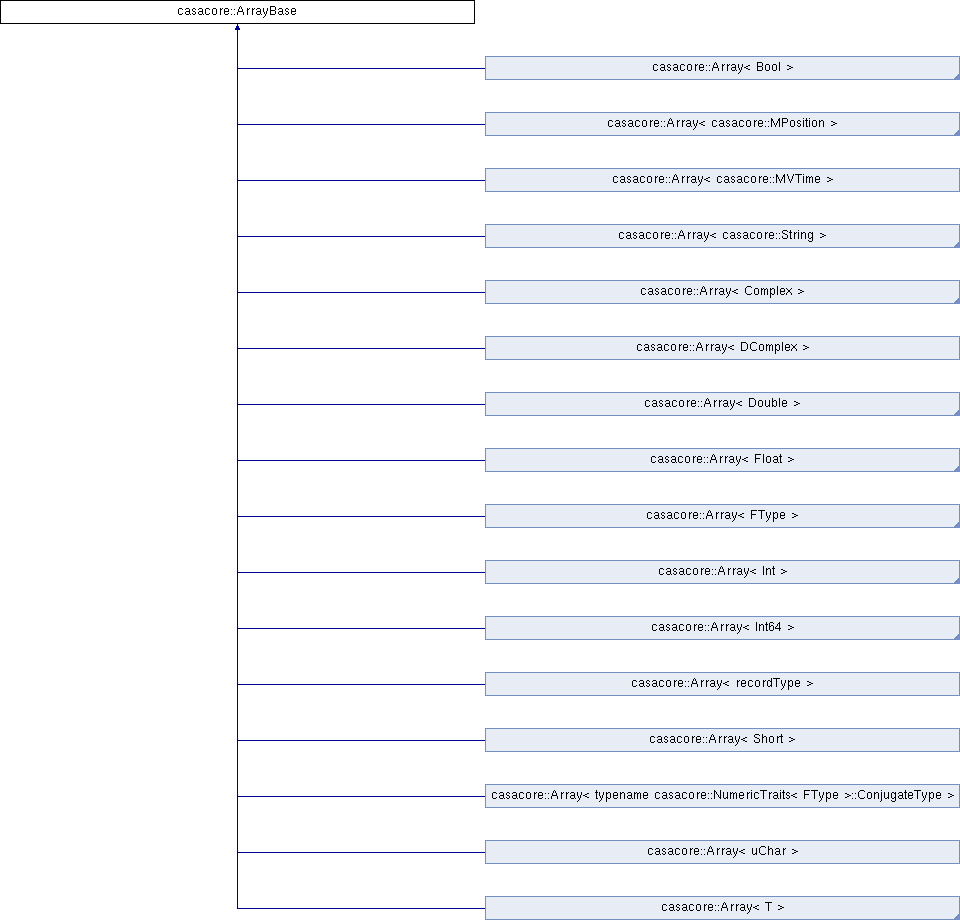 casacore::ArrayBase
casacore::Array< Bool >
casacore::Array< casacore::MPosition >
casacore::Array< casacore::MVTime >
casacore::Array< casacore::String >
casacore::Array< Complex >
casacore::Array< DComplex >
casacore::Array< Double >
casacore::Array< Float >
casacore::Array< FType >
casacore::Array< Int >
casacore::Array< Int64 >
casacore::Array< recordType >
casacore::Array< Short >
casacore::Array< typename casacore::NumericTraits< FType >::ConjugateType >
casacore::Array< uChar >
casacore::Array< T >